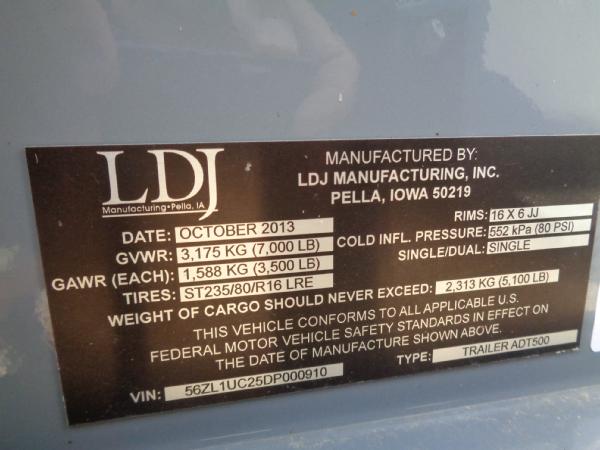 LDJ
Manufacturing • Pella, IA
MANUFACTURED BY:
LDJ MANUFACTURING, INC.
PELLA, IOWA 50219
DATE: OCTOBER 2013
GVWR: 3,175 KG (7,000 LB)
GAWR (EACH): 1,588 KG (3,500 LB)
TIRES: ST235/80/R16 LRE
RIMS: 16 X 6 JJ
COLD INFL. PRESSURE: 552 kPa (80 PSI)
SINGLE/DUAL: SINGLE
WEIGHT OF CARGO SHOULD NEVER EXCEED: 2,313 KG (5,100 LB)
THIS VEHICLE CONFORMS TO ALL APPLICABLE U.S.
FEDERAL MOTOR VEHICLE SAFETY STANDARDS IN EFFECT ON
THE DATE OF MANUFACTURE SHOWN ABOVE.
VIN: 56ZL1UC25DP000910
TYPE: TRAILER ADT500